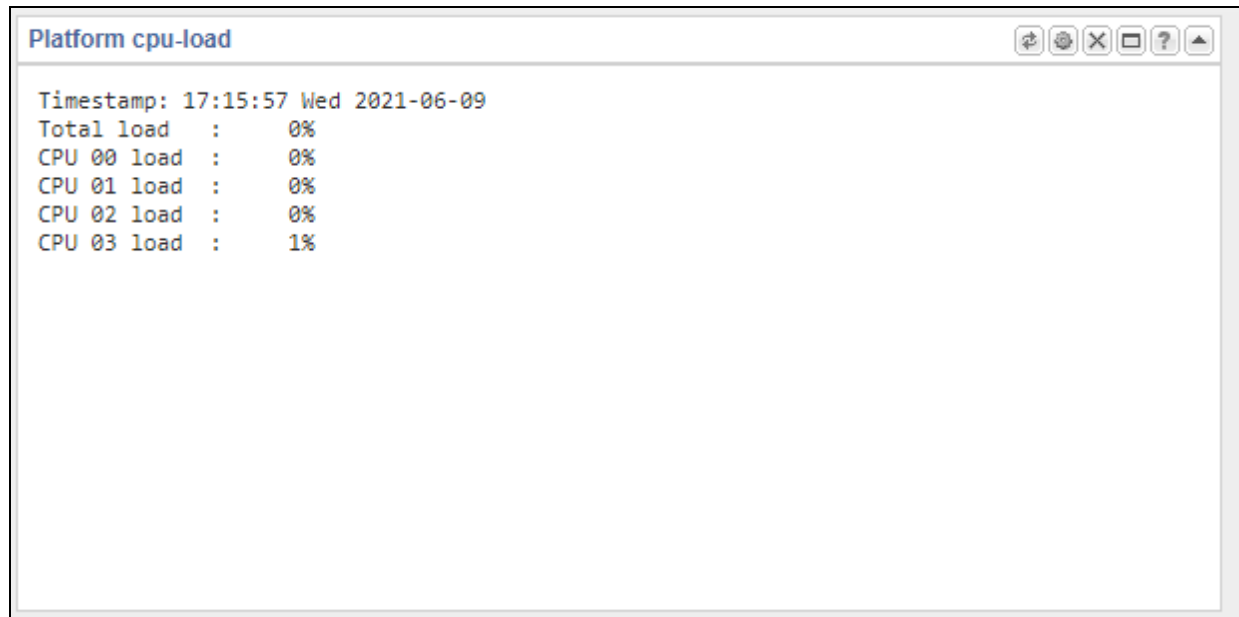 Platform cpu-load
?
Timestamp: 17:15:57 Wed 2021-06-09
Total load   :     0%
CPU 00 load  :     0%
CPU 01 load  :     0%
CPU 02 load  :     0%
CPU 03 load  :     1%